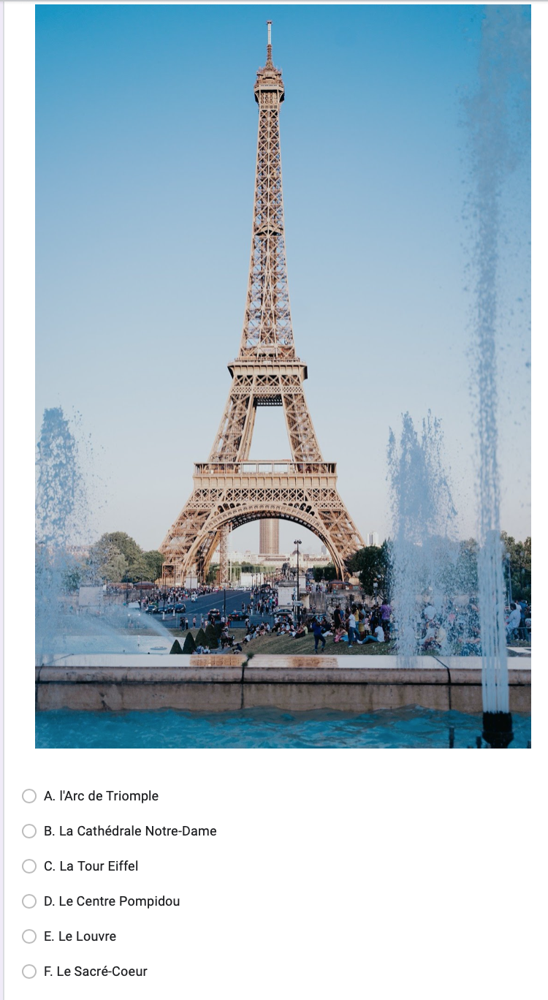 A. l'Arc de Triomple
B. La Cathédrale Notre-Dame
C. La Tour Eiffel
D. Le Centre Pompidou
E. Le Louvre
F. Le Sacré-Coeur